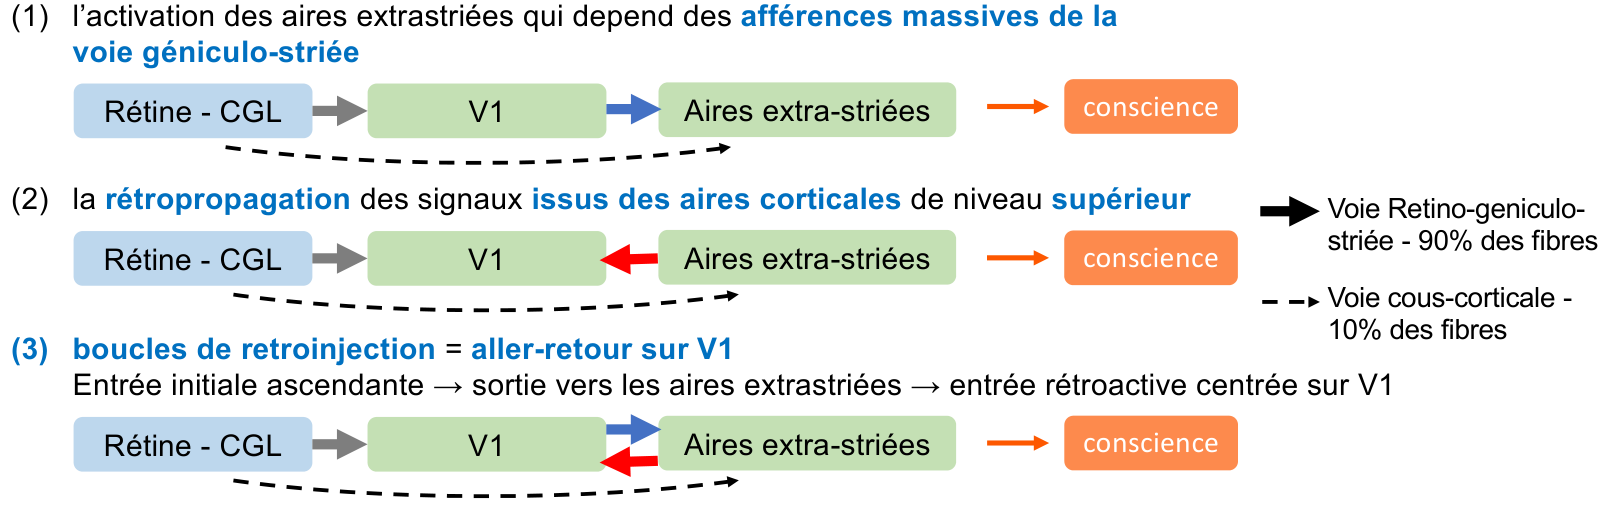 (1) l’activation des aires extrastriées qui depend des afférences massives de la
voie géniculo-striée
Rétine - CGL V1 Aires extra-striées conscience
(2) la rétropropagation des signaux issus des aires corticales de niveau supérieur
Rétine - CGL V1 Aires extra-striées conscience
Voie Retino-geniculo-
striée - 90% des fibres
Voie cous-corticale -
10% des fibres
(3) boucles de retroinjection = aller-retour sur V1
Entrée initiale ascendante → sortie vers les aires extrastriées → entrée rétroactive centrée sur V1
Rétine - CGL V1 Aires extra-striées conscience